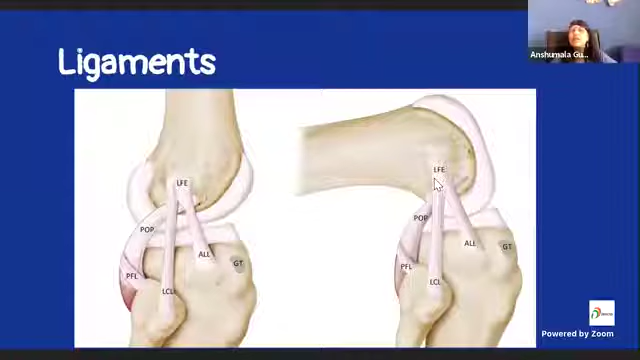 Anshumala Gu...
Ligaments
LFE
POP
ALL
GT
PFL
LCL
LFE
POP
ALL
GT
PFL
LCL
Powered by Zoom